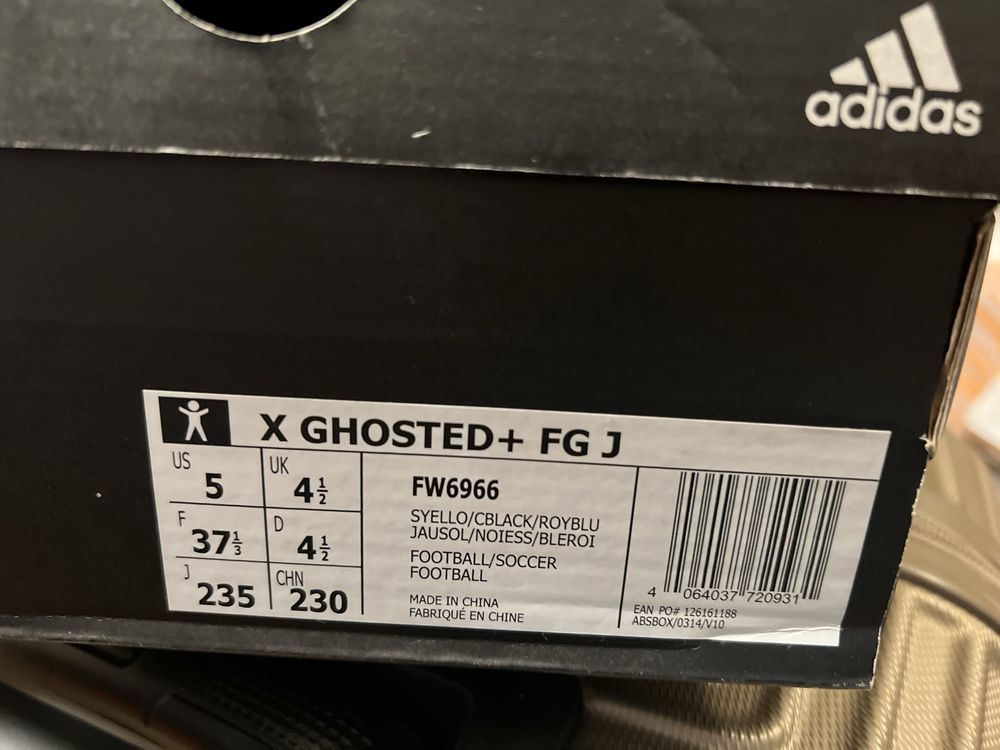 adidas
X GHOSTED+ FG J
US 5
UK 4½
F 37⅓
D 4½
J 235
CHN 230
FW6966
SYELLO/CBLACK/ROYBLU
JAUSOL/NOIESS/BLEROI
FOOTBALL/SOCCER
FOOTBALL
MADE IN CHINA
FABRIQUÉ EN CHINE
4 064037 720931
EAN PO# 126161188
ABSBOX/0314/V10